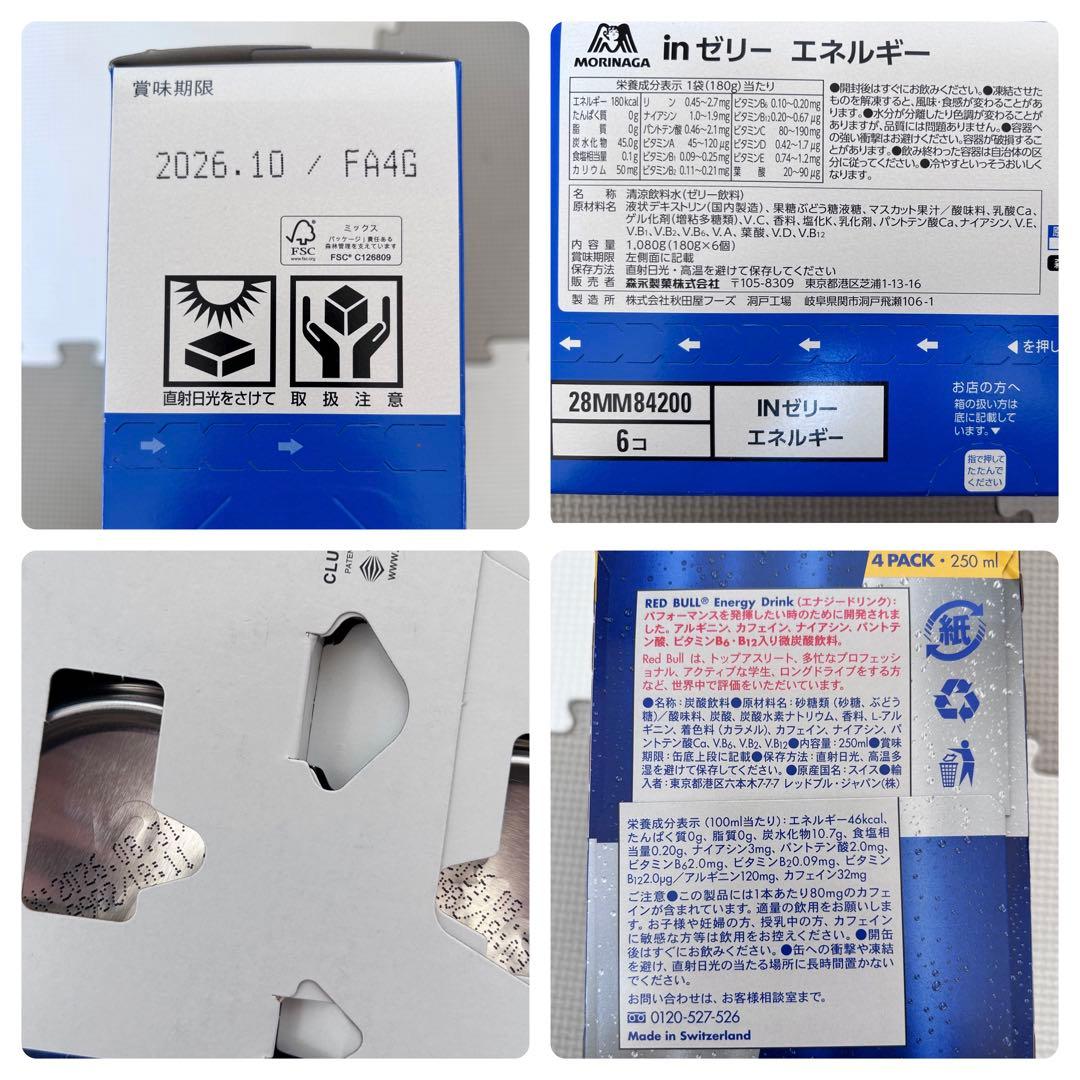 賞味期限
2026.10 / FA4G
ミックス
パッケージ|責任ある
森林管理を支えています
FSC
www.fsc.org
FSC® C126809
直射日光をさけて
取扱注意
MORINAGA
inゼリー エネルギー
栄養成分表示 1袋(180g)当たり
エネルギー 180kcal リン 0.45~2.7mg ビタミンB₆ 0.10~0.20mg
たんぱく質 0g ナイアシン 1.0~1.9mg ビタミンB₁₂ 0.20~0.67μg
脂質 0g パントテン酸 0.46~2.1mg ビタミンC 80~190mg
炭水化物 45.0g ビタミンA 45~120μg ビタミンD 0.42~1.7μg
食塩相当量 0.1g ビタミンB₁ 0.09~0.25mg ビタミンE 0.74~1.2mg
カリウム 50mg ビタミンB₂ 0.11~0.21mg 葉酸 20~90μg
●開封後はすぐにお飲みください。●凍結させた
ものを解凍すると、風味・食感が変わることがあ
ります。●水分が分離したり色調が変わることが
ありますが、品質には問題ありません。●容器へ
の強い衝撃はお避けください。容器が破損するこ
とがあります。●飲み終わった容器は自治体の区
分に従ってください。●冷やすといっそうおいしく
なります。
名称 清涼飲料水(ゼリー飲料)
原材料名 液状デキストリン(国内製造)、果糖ぶどう糖液糖、マスカット果汁/酸味料、乳酸Ca、
ゲル化剤(増粘多糖類)、V.C、香料、塩化K、乳化剤、パントテン酸Ca、ナイアシン、V.E、
V.B₁、V.B₂、V.B₆、V.A、葉酸、V.D、V.B₁₂
内容量 1,080g(180g×6個)
賞味期限 左側面に記載
保存方法 直射日光・高温を避けて保存してください
販売者 森永製菓株式会社 〒105-8309 東京都港区芝浦1-13-16
製造所 株式会社秋田屋フーズ 洞戸工場 岐阜県関市洞戸飛瀬106-1
を押し
28MM84200
6コ
INゼリー
エネルギー
お店の方へ
箱の扱い方は
底に記載して
います。▼
指で押して
たたんで
ください
CLU
PATE
www.
4 PACK・250 ml
RED BULL® Energy Drink (エナジードリンク):
パフォーマンスを発揮したい時のために開発されま
した。アルギニン、カフェイン、ナイアシン、パントテ
ン酸、ビタミンB6・B12入り微炭酸飲料。
Red Bull は、トップアスリート、多忙なプロフェッシ
ョナル、アクティブな学生、ロングドライブをする方
など、世界中で評価をいただいています。
●名称:炭酸飲料●原材料名:砂糖類(砂糖、ぶどう
糖)/酸味料、炭酸、炭酸水素ナトリウム、香料、L-アル
ギニン、着色料(カラメル)、カフェイン、ナイアシン、パ
ントテン酸Ca、V.B6、V.B2、V.B12●内容量:250ml●賞味
期限:缶底上段に記載●保存方法:直射日光、高温多
湿を避けて保存してください。●原産国名:スイス●輸
入者:東京都港区六本木7-7-7 レッドブル・ジャパン(株)
紙
栄養成分表示(100ml当たり):エネルギー46kcal、
たんぱく質0g、脂質0g、炭水化物10.7g、食塩相
当量0.20g、ナイアシン3mg、パントテン酸2.0mg、
ビタミンB62.0mg、ビタミンB20.09mg、ビタミン
B122.0μg/アルギニン120mg、カフェイン32mg
ご注意●この製品には1本あたり80mgのカフェ
インが含まれています。適量の飲用をお願いしま
す。お子様や妊婦の方、授乳中の方、カフェイン
に敏感な方等は飲用をお控えください。●開缶
後はすぐにお飲みください。●缶への衝撃や凍結
を避け、直射日光の当たる場所に長時間置かない
でください。
お問い合わせは、お客様相談室まで。
0120-527-526
Made in Switzerland